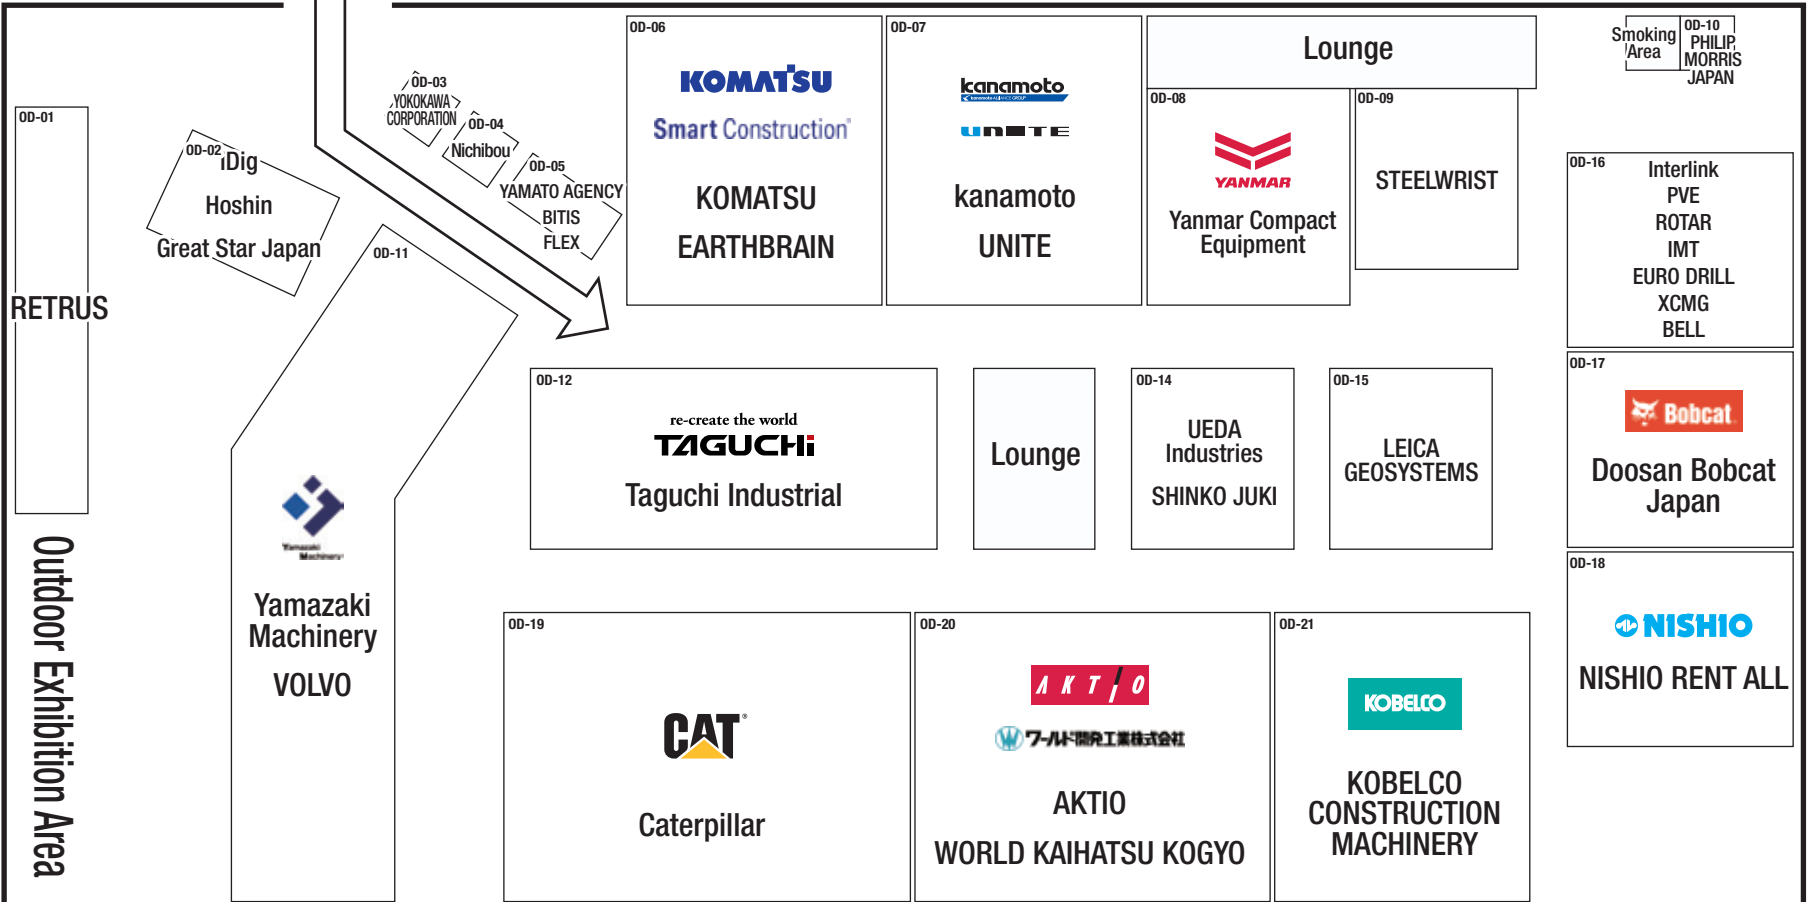 OD-01
RETRUS
Outdoor Exhibition Area
OD-02
iDig
Hoshin
Great Star Japan
OD-03
YOKOKAWA
CORPORATION
OD-04
Nichibou
OD-05
YAMATO AGENCY
BITIS
FLEX
OD-06
KOMATSU
Smart Construction®
KOMATSU
EARTHBRAIN
OD-07
kanamoto
kanamoto ALLIANCE GROUP
UNITE
kanamoto
UNITE
Lounge
OD-08
YANMAR
Yanmar Compact
Equipment
OD-09
STEELWRIST
Smoking
Area
OD-10
PHILIP
MORRIS
JAPAN
OD-11
Yamazaki
Machinery
Yamazaki
Machinery
VOLVO
OD-12
re-create the world
TAGUCHi
Taguchi Industrial
Lounge
OD-14
UEDA
Industries
SHINKO JUKI
OD-15
LEICA
GEOSYSTEMS
OD-16
Interlink
PVE
ROTAR
IMT
EURO DRILL
XCMG
BELL
OD-17
Bobcat
Doosan Bobcat
Japan
OD-18
NISHIO
NISHIO RENT ALL
OD-19
CAT®
Caterpillar
OD-20
AKTIO
ワールド開発工業株式会社
AKTIO
WORLD KAIHATSU KOGYO
OD-21
KOBELCO
KOBELCO
CONSTRUCTION
MACHINERY